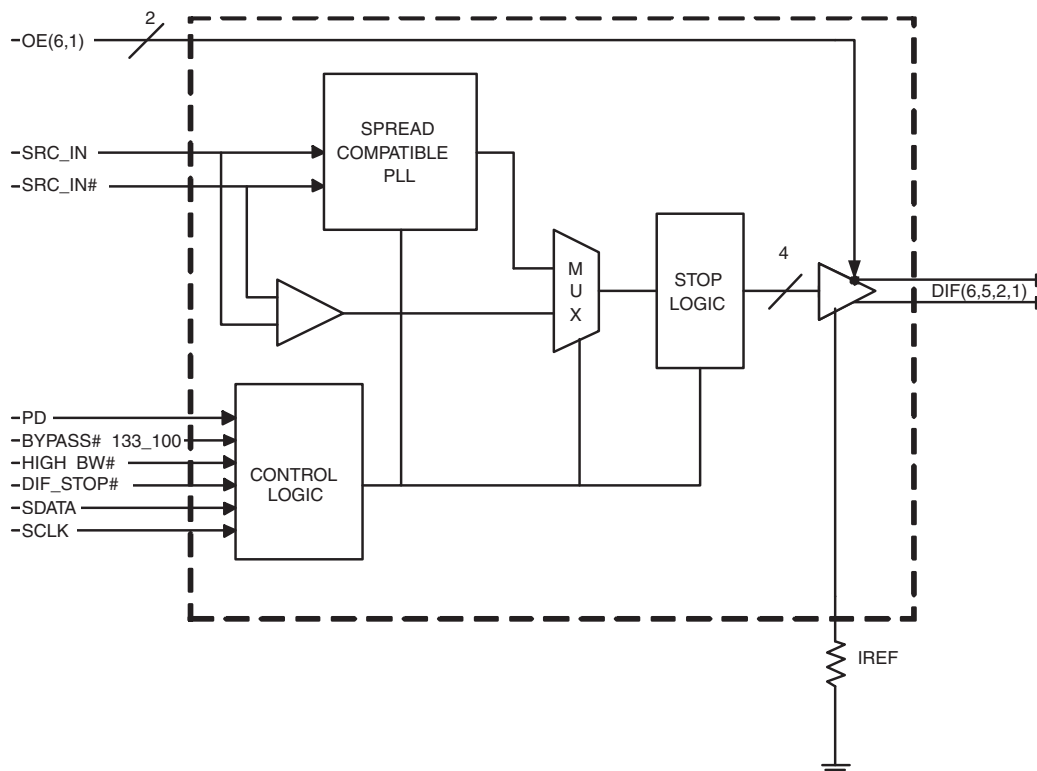 2
OE(6,1)
SPREAD
COMPATIBLE
PLL
SRC_IN
SRC_IN#
4
M
U
X
STOP
LOGIC
DIF(6,5,2,1)
PD
BYPASS# 133_100
HIGH BW#
DIF_STOP#
SDATA
SCLK
CONTROL
LOGIC
IREF